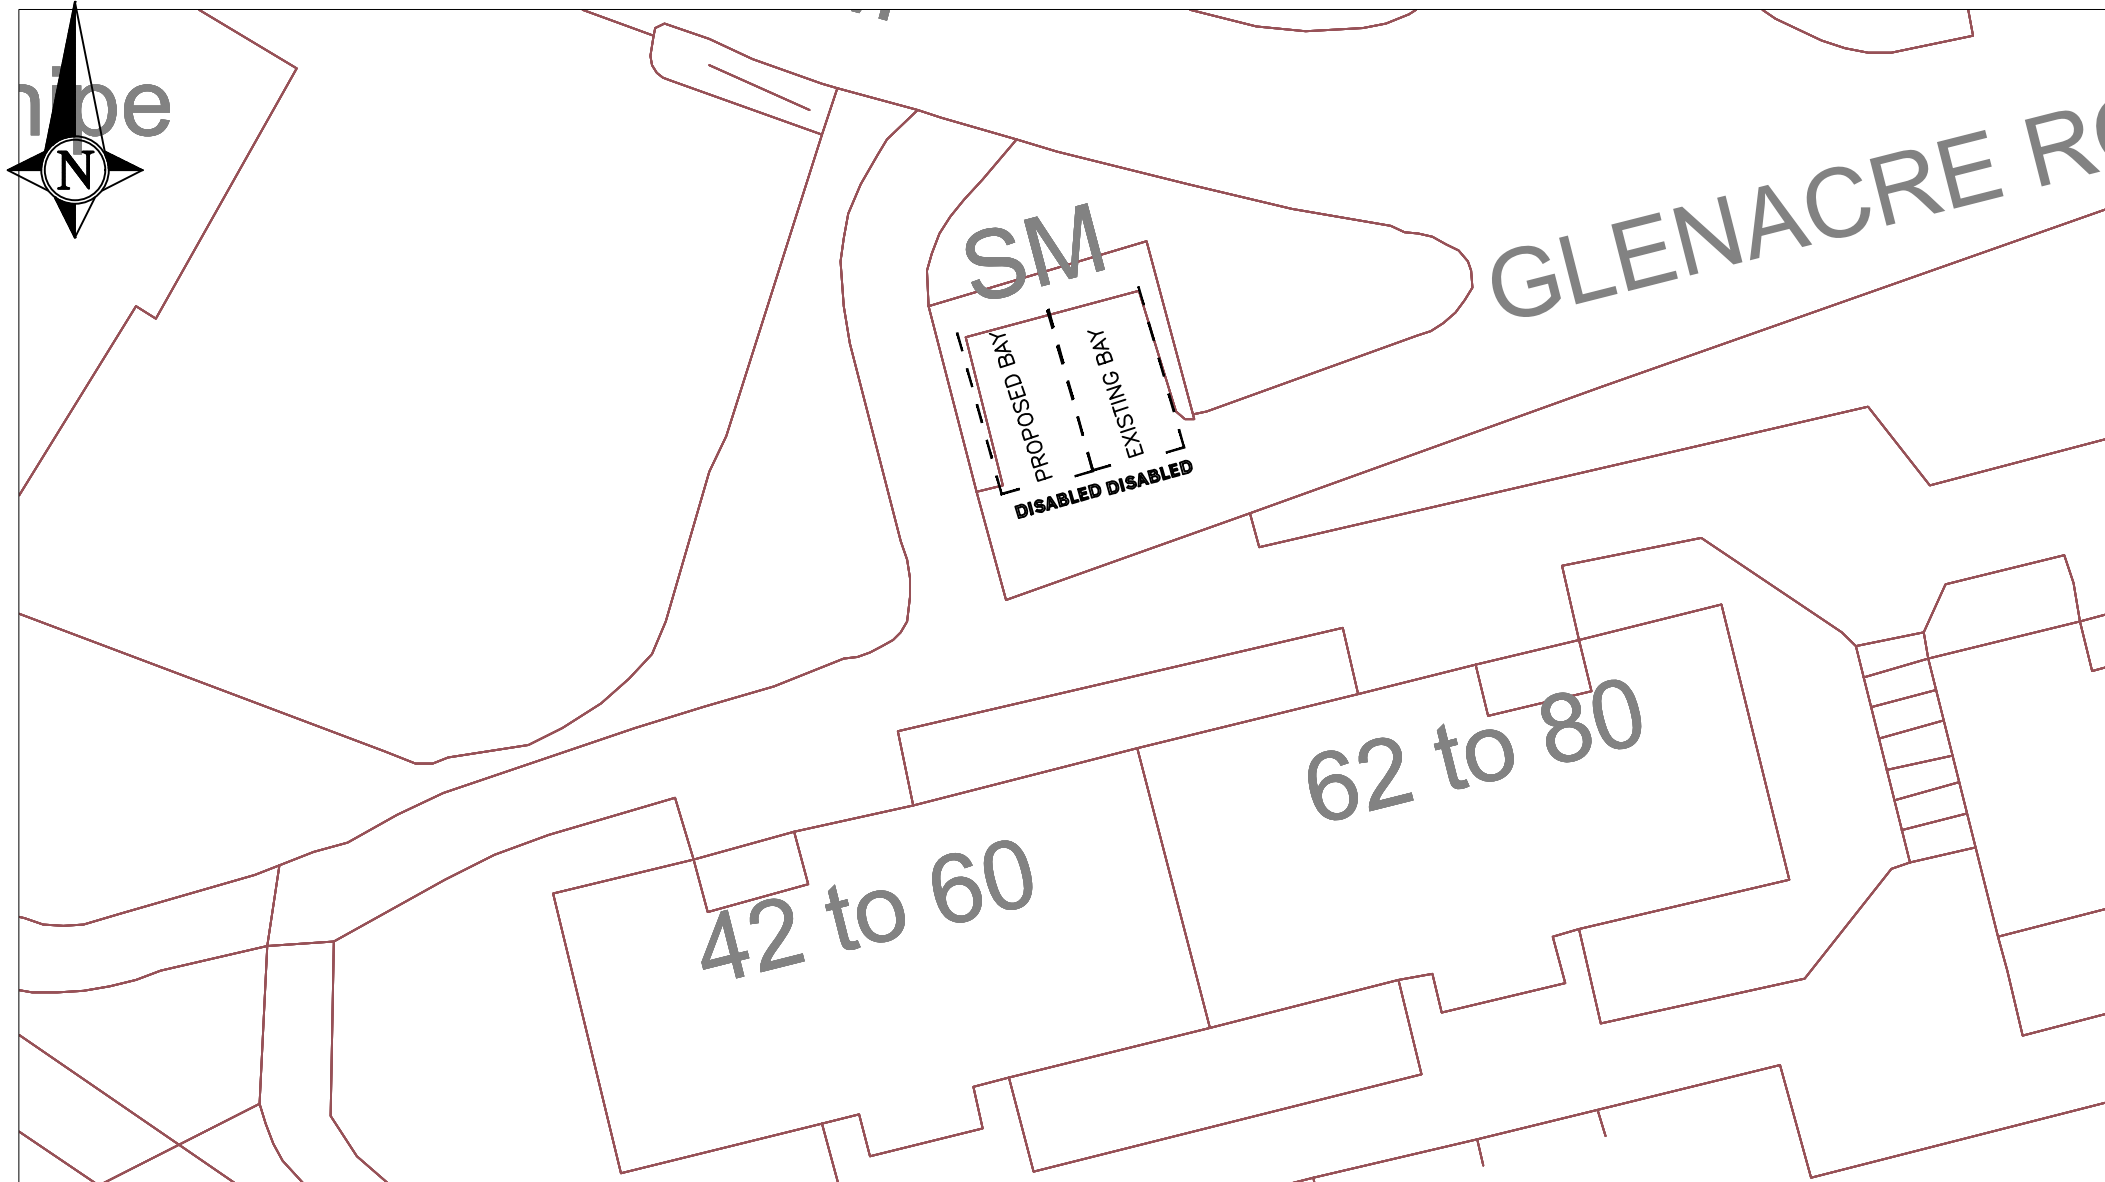 N
SM
GLENACRE
PROPOSED BAY
EXISTING BAY
DISABLED DISABLED
62 to 80
42 to 60